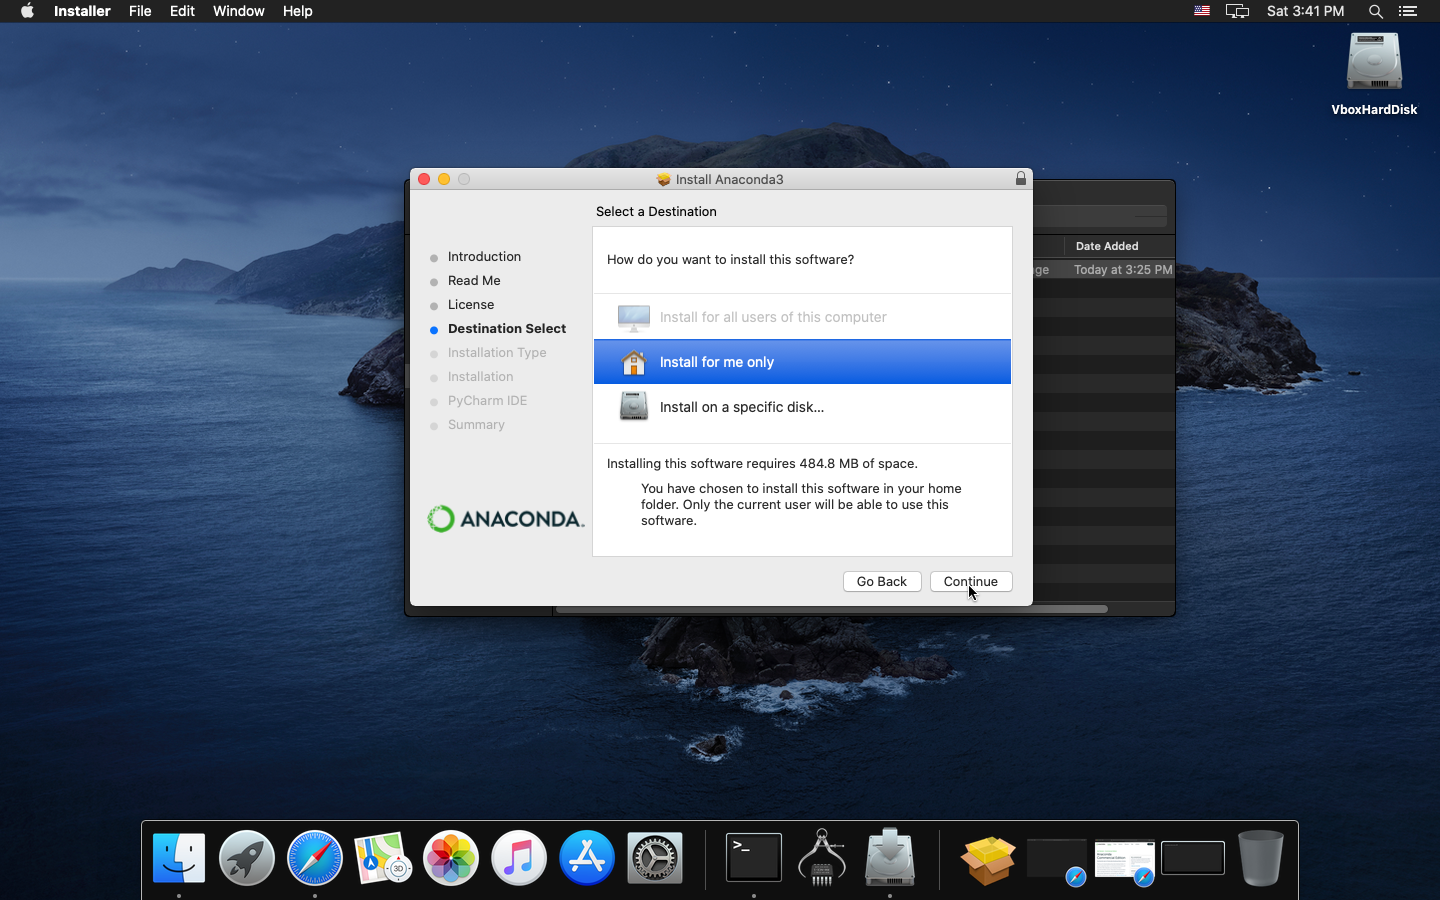 Installer File Edit Window Help
Sat 3:41 PM
VboxHardDisk
Install Anaconda3
Select a Destination
Introduction
Read Me
License
Destination Select
Installation Type
Installation
PyCharm IDE
Summary
ANACONDA.
How do you want to install this software?
Install for all users of this computer
Install for me only
Install on a specific disk...
Installing this software requires 484.8 MB of space.
You have chosen to install this software in your home
folder. Only the current user will be able to use this
software.
Go Back Continue
Date Added
ge Today at 3:25 PM
>_
3D